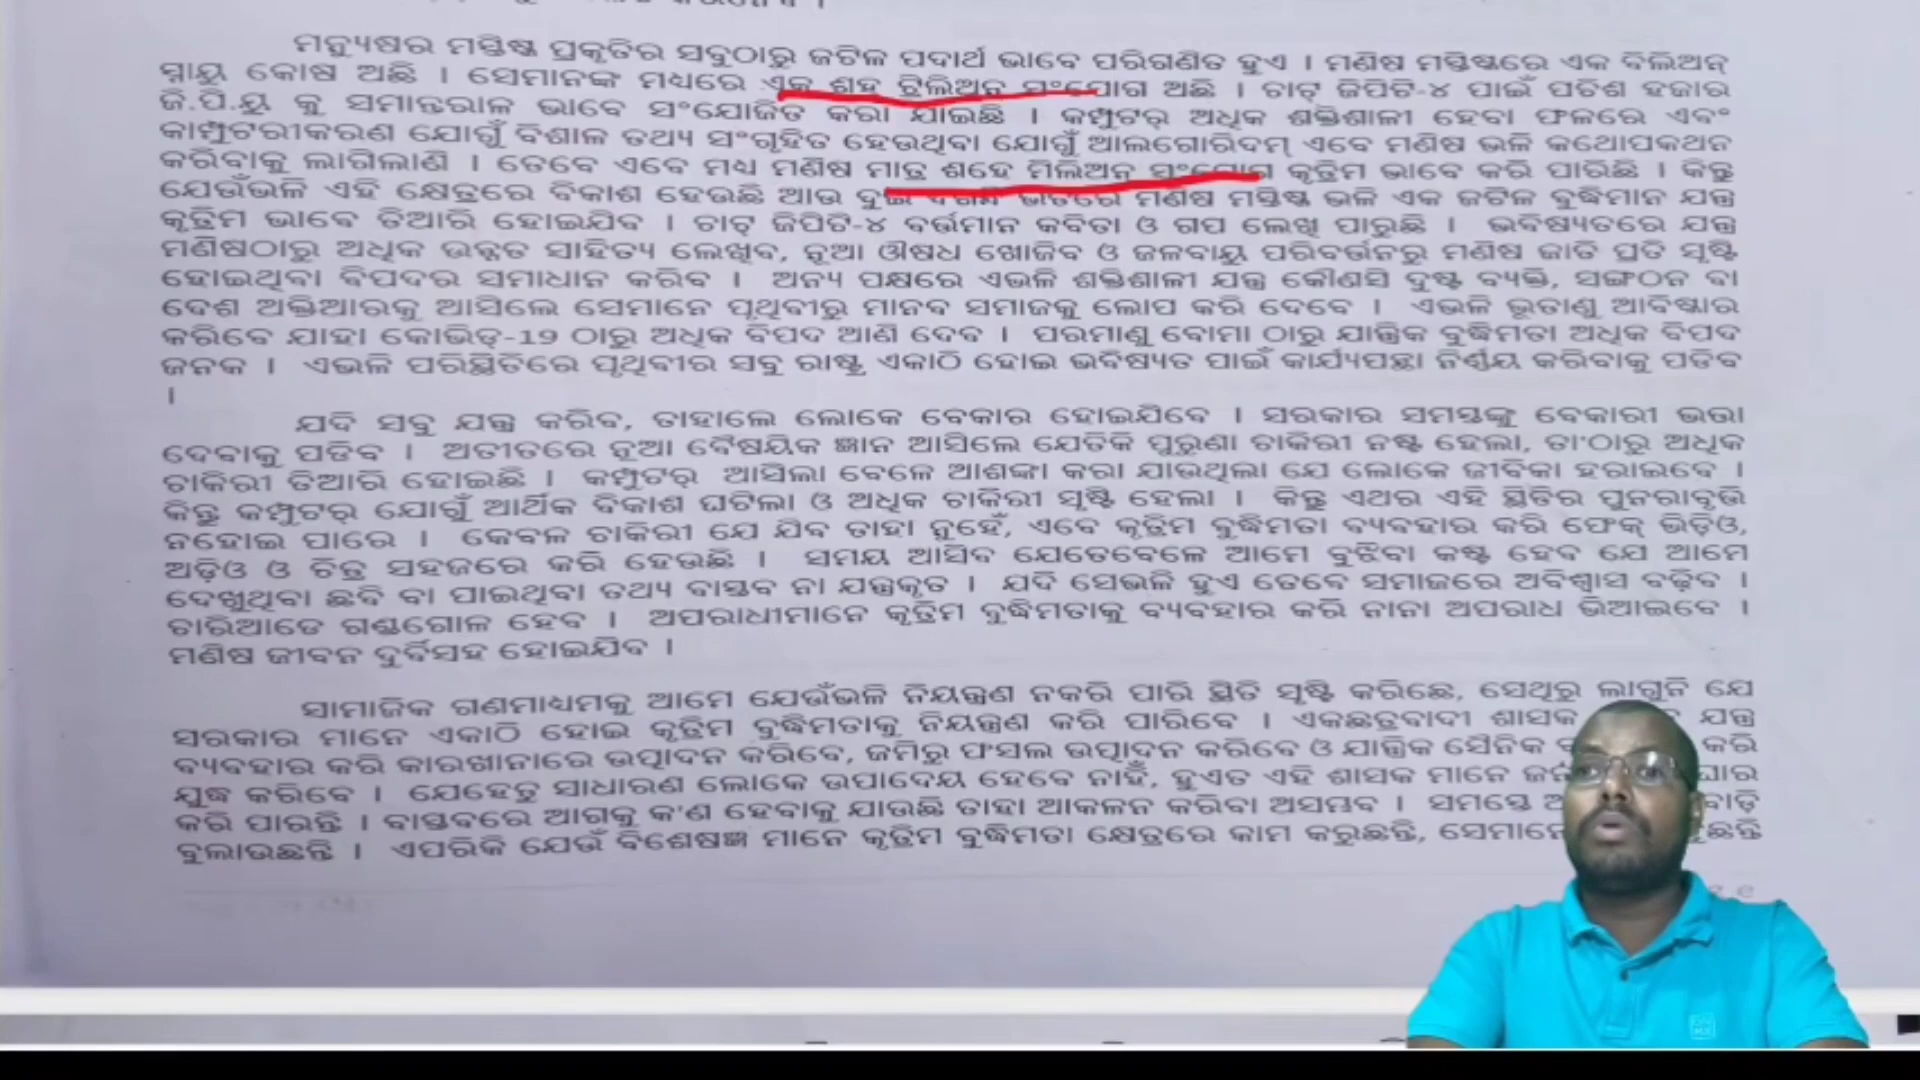 ମନୁଷ୍ୟର ମସ୍ତିଷ୍କ ପ୍ରକୃତିର ସବୁଠାରୁ ଜଟିଳ ପଦାର୍ଥ ଭାବେ ପରିଗଣିତ ହୁଏ । ମଣିଷ ମସ୍ତିଷ୍କରେ ଏକ ବିଲିଅନ୍
ସ୍ନାୟୁ କୋଷ ଅଛି । ସେମାନଙ୍କ ମଧ୍ୟରେ ଏକ ଶହ ଟ୍ରିଲିଅନ୍ ସଂଯୋଗ ଅଛି । ଚାଟ୍ ଜିପିଟି-୪ ପାଇଁ ପଚିଶ ହଜାର
ଜି.ପି.ୟୁ କୁ ସମାନ୍ତରାଳ ଭାବେ ସଂଯୋଜିତ କରା ଯାଇଛି । କମ୍ପୁଟର୍ ଅଧିକ ଶକ୍ତିଶାଳୀ ହେବା ଫଳରେ ଏବଂ
କାମ୍ପୁଟରୀକରଣ ଯୋଗୁଁ ବିଶାଳ ତଥ୍ୟ ସଂଗୃହିତ ହେଉଥିବା ଯୋଗୁଁ ଆଲଗୋରିଦମ୍ ଏବେ ମଣିଷ ଭଳି କଥୋପକଥନ
କରିବାକୁ ଲାଗିଲାଣି । ତେବେ ଏବେ ମଧ୍ୟ ମଣିଷ ମାତ୍ର ଶହେ ମିଲିଅନ୍ ସଂଯୋଗ କୃତ୍ରିମ ଭାବେ କରି ପାରିଛି । କିନ୍ତୁ
ଯେଉଁଭଳି ଏହି କ୍ଷେତ୍ରରେ ବିକାଶ ହେଉଛି ଆଉ ଦୁଇ ଦଶନ୍ଧି ଭିତରେ ମଣିଷ ମସ୍ତିଷ୍କ ଭଳି ଏକ ଜଟିଳ ବୁଦ୍ଧିମାନ ଯନ୍ତ୍ର
କୃତ୍ରିମ ଭାବେ ତିଆରି ହୋଇଯିବ । ଚାଟ୍ ଜିପିଟି-୪ ବର୍ତ୍ତମାନ କବିତା ଓ ଗପ ଲେଖି ପାରୁଛି । ଭବିଷ୍ୟତରେ ଯନ୍ତ୍ର
ମଣିଷଠାରୁ ଅଧିକ ଉନ୍ନତ ସାହିତ୍ୟ ଲେଖିବ, ନୂଆ ଔଷଧ ଖୋଜିବ ଓ ଜଳବାୟୁ ପରିବର୍ତ୍ତନରୁ ମଣିଷ ଜାତି ପ୍ରତି ସୃଷ୍ଟି
ହୋଇଥିବା ବିପଦର ସମାଧାନ କରିବ । ଅନ୍ୟ ପକ୍ଷରେ ଏଭଳି ଶକ୍ତିଶାଳୀ ଯନ୍ତ୍ର କୌଣସି ଦୁଷ୍ଟ ବ୍ୟକ୍ତି, ସଙ୍ଗଠନ ବା
ଦେଶ ଅକ୍ତିଆରକୁ ଆସିଲେ ସେମାନେ ପୃଥିବୀରୁ ମାନବ ସମାଜକୁ ଲୋପ କରି ଦେବେ । ଏଭଳି ଭୂତାଣୁ ଆବିଷ୍କାର
କରିବେ ଯାହା କୋଭିଡ୍-19 ଠାରୁ ଅଧିକ ବିପଦ ଆଣି ଦେବ । ପରମାଣୁ ବୋମା ଠାରୁ ଯାନ୍ତ୍ରିକ ବୁଦ୍ଧିମତା ଅଧିକ ବିପଦ
ଜନକ । ଏଭଳି ପରିସ୍ଥିତିରେ ପୃଥିବୀର ସବୁ ରାଷ୍ଟ୍ର ଏକାଠି ହୋଇ ଭବିଷ୍ୟତ ପାଇଁ କାର୍ଯ୍ୟପନ୍ଥା ନିର୍ଣ୍ଣୟ କରିବାକୁ ପଡିବ
।
ଯଦି ସବୁ ଯନ୍ତ୍ର କରିବ, ତାହାଲେ ଲୋକେ ବେକାର ହୋଇଯିବେ । ସରକାର ସମସ୍ତଙ୍କୁ ବେକାରୀ ଭତ୍ତା
ଦେବାକୁ ପଡିବ । ଅତୀତରେ ନୂଆ ବୈଷୟିକ ଜ୍ଞାନ ଆସିଲେ ଯେତିକି ପୁରୁଣା ଚାକିରୀ ନଷ୍ଟ ହେଲା, ତା'ଠାରୁ ଅଧିକ
ଚାକିରୀ ତିଆରି ହୋଇଛି । କମ୍ପୁଟର୍ ଆସିଲା ବେଳେ ଆଶଙ୍କା କରା ଯାଉଥିଲା ଯେ ଲୋକେ ଜୀବିକା ହରାଇବେ ।
କିନ୍ତୁ କମ୍ପୁଟର୍ ଯୋଗୁଁ ଆର୍ଥିକ ବିକାଶ ଘଟିଲା ଓ ଅଧିକ ଚାକିରୀ ସୃଷ୍ଟି ହେଲା । କିନ୍ତୁ ଏଥର ଏହି ସ୍ଥିତିର ପୁନରାବୃତ୍ତି
ନହୋଇ ପାରେ । କେବଳ ଚାକିରୀ ଯେ ଯିବ ତାହା ନୁହେଁ, ଏବେ କୃତ୍ରିମ ବୁଦ୍ଧିମତା ବ୍ୟବହାର କରି ଫେକ୍ ଭିଡ଼ିଓ,
ଅଡ଼ିଓ ଓ ଚିତ୍ର ସହଜରେ କରି ହେଉଛି । ସମୟ ଆସିବ ଯେତେବେଳେ ଆମେ ବୁଝିବା କଷ୍ଟ ହେବ ଯେ ଆମେ
ଦେଖୁଥିବା ଛବି ବା ପାଇଥିବା ତଥ୍ୟ ବାସ୍ତବ ନା ଯନ୍ତ୍ରକୃତ । ଯଦି ସେଭଳି ହୁଏ ତେବେ ସମାଜରେ ଅବିଶ୍ୱାସ ବଢ଼ିବ ।
ଚାରିଆଡେ ଗଣ୍ଡଗୋଳ ହେବ । ଅପରାଧୀମାନେ କୃତ୍ରିମ ବୁଦ୍ଧିମତାକୁ ବ୍ୟବହାର କରି ନାନା ଅପରାଧ ଭିଆଇବେ ।
ମଣିଷ ଜୀବନ ଦୁର୍ବିସହ ହୋଇଯିବ ।
ସାମାଜିକ ଗଣମାଧ୍ୟମକୁ ଆମେ ଯେଉଁଭଳି ନିୟନ୍ତ୍ରଣ ନକରି ପାରି ସ୍ଥିତି ସୃଷ୍ଟି କରିଛେ, ସେଥିରୁ ଲାଗୁନି ଯେ
ସରକାର ମାନେ ଏକାଠି ହୋଇ କୃତ୍ରିମ ବୁଦ୍ଧିମତାକୁ ନିୟନ୍ତ୍ରଣ କରି ପାରିବେ । ଏକଛତ୍ରବାଦୀ ଶାସକ ଯନ୍ତ୍ର
ବ୍ୟବହାର କରି କାରଖାନାରେ ଉତ୍ପାଦନ କରିବେ, ଜମିରୁ ଫସଲ ଉତ୍ପାଦନ କରିବେ ଓ ଯାନ୍ତ୍ରିକ ସୈନିକ କରି
ଯୁଦ୍ଧ କରିବେ । ଯେହେତୁ ସାଧାରଣ ଲୋକେ ଉପାଦେୟ ହେବେ ନାହିଁ, ହୁଏତ ଏହି ଶାସକ ମାନେ
କରି ପାରନ୍ତି । ବାସ୍ତବରେ ଆଗକୁ କ'ଣ ହେବାକୁ ଯାଉଛି ତାହା ଆକଳନ କରିବା ଅସମ୍ଭବ । ସମସ୍ତେ ବାଡ଼ି
ବୁଲାଉଛନ୍ତି । ଏପରିକି ଯେଉଁ ବିଶେଷଜ୍ଞ ମାନେ କୃତ୍ରିମ ବୁଦ୍ଧିମତା କ୍ଷେତ୍ରରେ କାମ କରୁଛନ୍ତି,